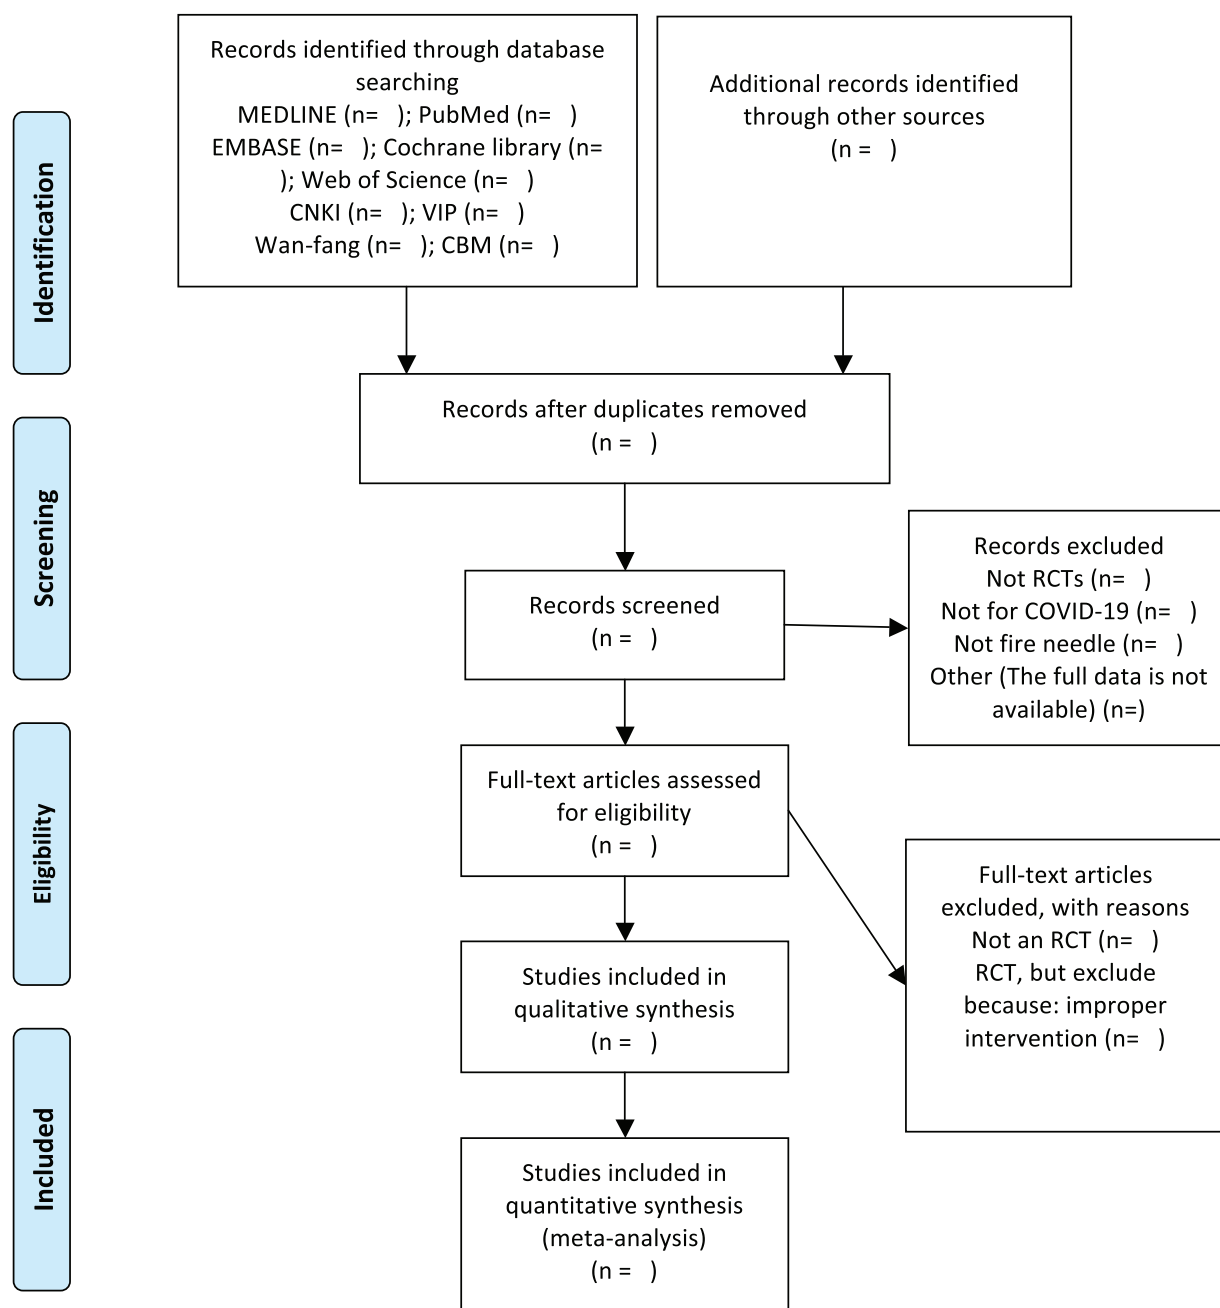 Records identified through database
searching
MEDLINE (n=   ); PubMed (n=   )
EMBASE (n=   ); Cochrane library (n=
); Web of Science (n=   )
CNKI (n=   ); VIP (n=   )
Wan-fang (n=   ); CBM (n=   )
Additional records identified
through other sources
(n =   )
Identification
Records after duplicates removed
(n =   )
Screening
Records screened
(n =   )
Records excluded
Not RCTs (n=   )
Not for COVID-19 (n=   )
Not fire needle (n=   )
Other (The full data is not
available) (n=)
Eligibility
Full-text articles assessed
for eligibility
(n =   )
Full-text articles
excluded, with reasons
Not an RCT (n=   )
RCT, but exclude
because: improper
intervention (n=   )
Studies included in
qualitative synthesis
(n =   )
Included
Studies included in
quantitative synthesis
(meta-analysis)
(n =   )